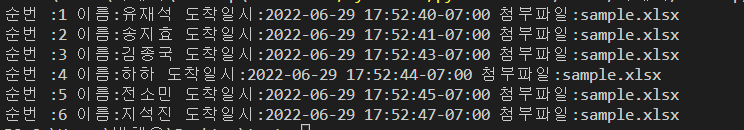 순번 :1 이름:유재석 도착일시:2022-06-29 17:52:40-07:00 첨부파일:sample.xlsx
순번 :2 이름:송지효 도착일시:2022-06-29 17:52:41-07:00 첨부파일:sample.xlsx
순번 :3 이름:김종국 도착일시:2022-06-29 17:52:43-07:00 첨부파일:sample.xlsx
순번 :4 이름:하하 도착일시:2022-06-29 17:52:44-07:00 첨부파일:sample.xlsx
순번 :5 이름:전소민 도착일시:2022-06-29 17:52:45-07:00 첨부파일:sample.xlsx
순번 :6 이름:지석진 도착일시:2022-06-29 17:52:47-07:00 첨부파일:sample.xlsx